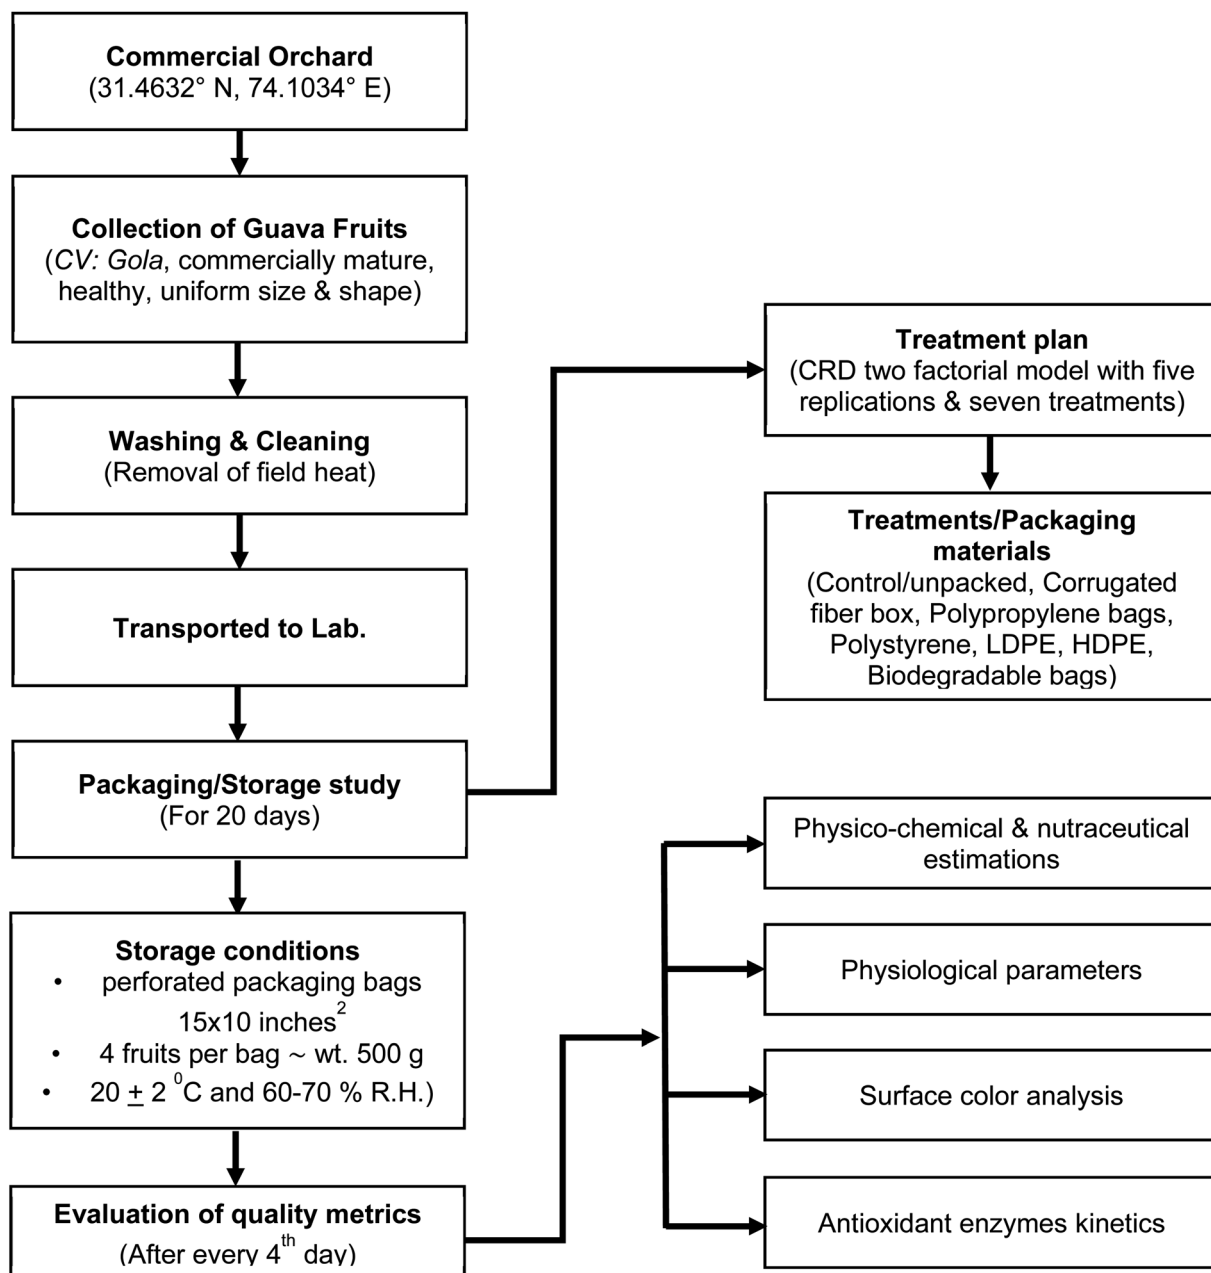 Commercial Orchard
(31.4632° N, 74.1034° E)
Collection of Guava Fruits
(CV: Gola, commercially mature,
healthy, uniform size & shape)
Washing & Cleaning
(Removal of field heat)
Transported to Lab.
Packaging/Storage study
(For 20 days)
Storage conditions
• perforated packaging bags
15x10 inches²
• 4 fruits per bag ~ wt. 500 g
• 20 ± 2 ⁰C and 60-70 % R.H.)
Evaluation of quality metrics
(After every 4th day)
Treatment plan
(CRD two factorial model with five
replications & seven treatments)
Treatments/Packaging
materials
(Control/unpacked, Corrugated
fiber box, Polypropylene bags,
Polystyrene, LDPE, HDPE,
Biodegradable bags)
Physico-chemical & nutraceutical
estimations
Physiological parameters
Surface color analysis
Antioxidant enzymes kinetics